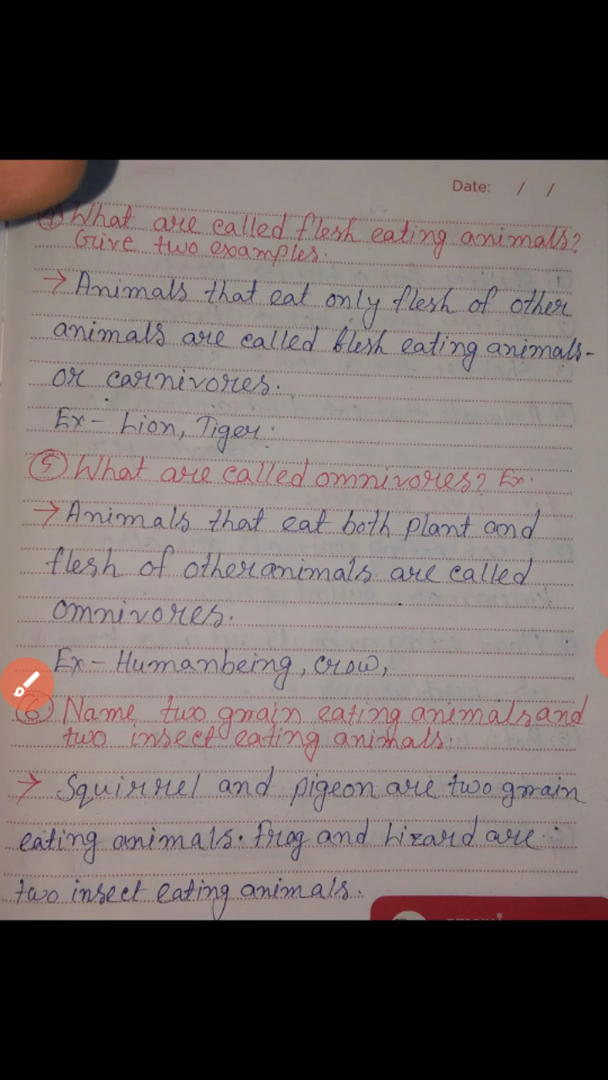 Date: / /
④ What are called flesh eating animals?
Give two examples.
→ Animals that eat only flesh of other
animals are called flesh eating animals-
or carnivores.
Ex - Lion, Tiger.
⑤ What are called omnivores? Ex.
→ Animals that eat both plant and
flesh of other animals are called
omnivores.
Ex - Humanbeing, crow,
⑥ Name two grain eating animals and
two insect eating animals.
→ Squirrel and pigeon are two grain
eating animals. frog and Lizard are
two insect eating animals.